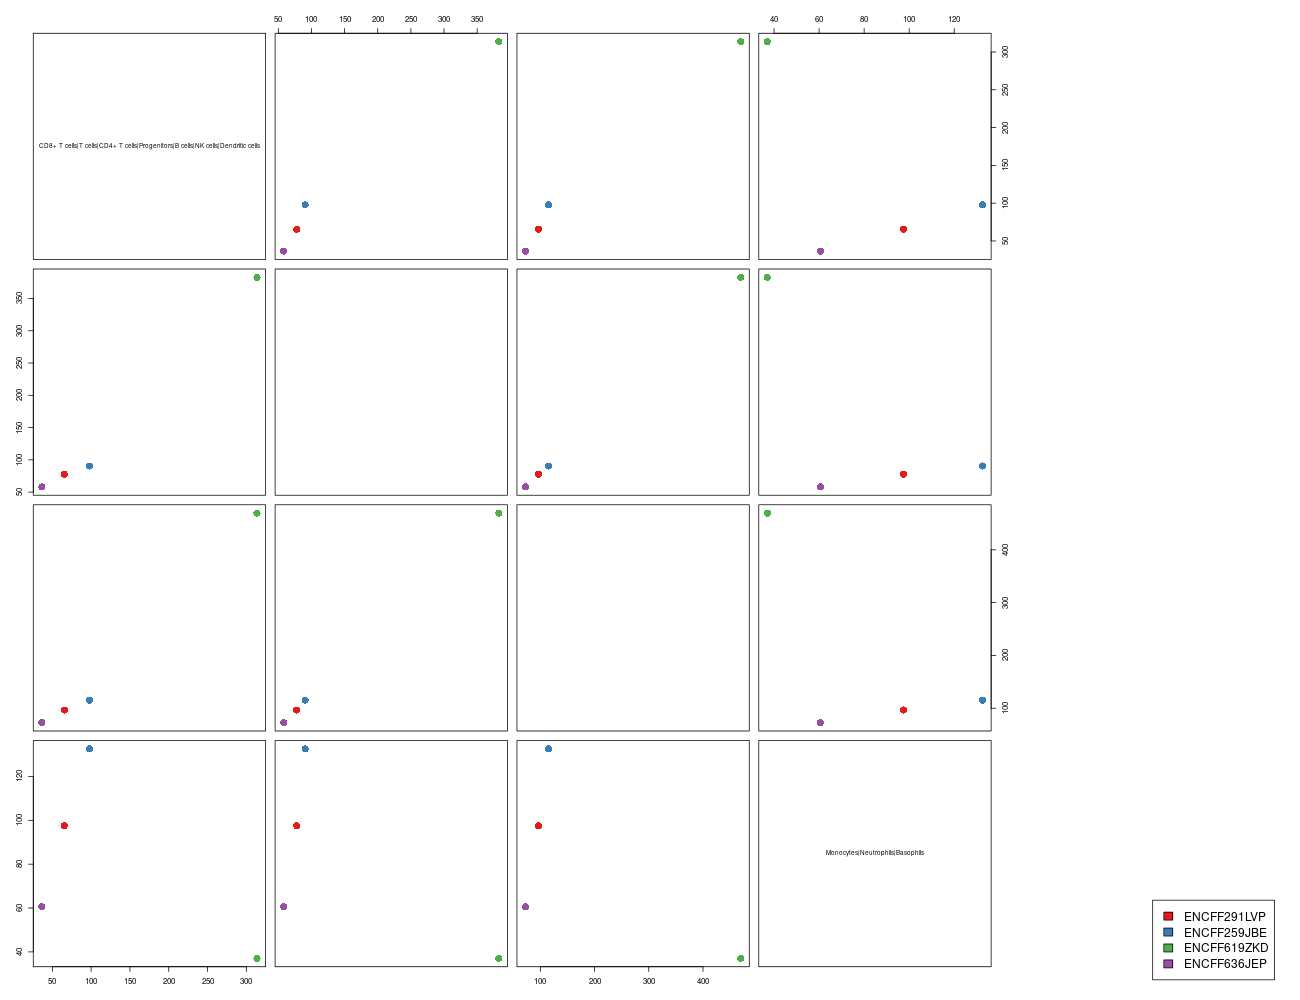 50 100 150 200 250 300 350
40 60 80 100 120
CD8+ T cells|T cells|CD4+ T cells|Progenitors|B cells|NK cells|Dendritic cells
50 100 150 200 250 300
50 100 150 200 250 300 350
100 200 300 400
40 60 80 100 120
Monocytes|Neutrophils|Basophils
50 100 150 200 250 300
100 200 300 400
ENCFF291LVP
ENCFF259JBE
ENCFF619ZKD
ENCFF636JEP